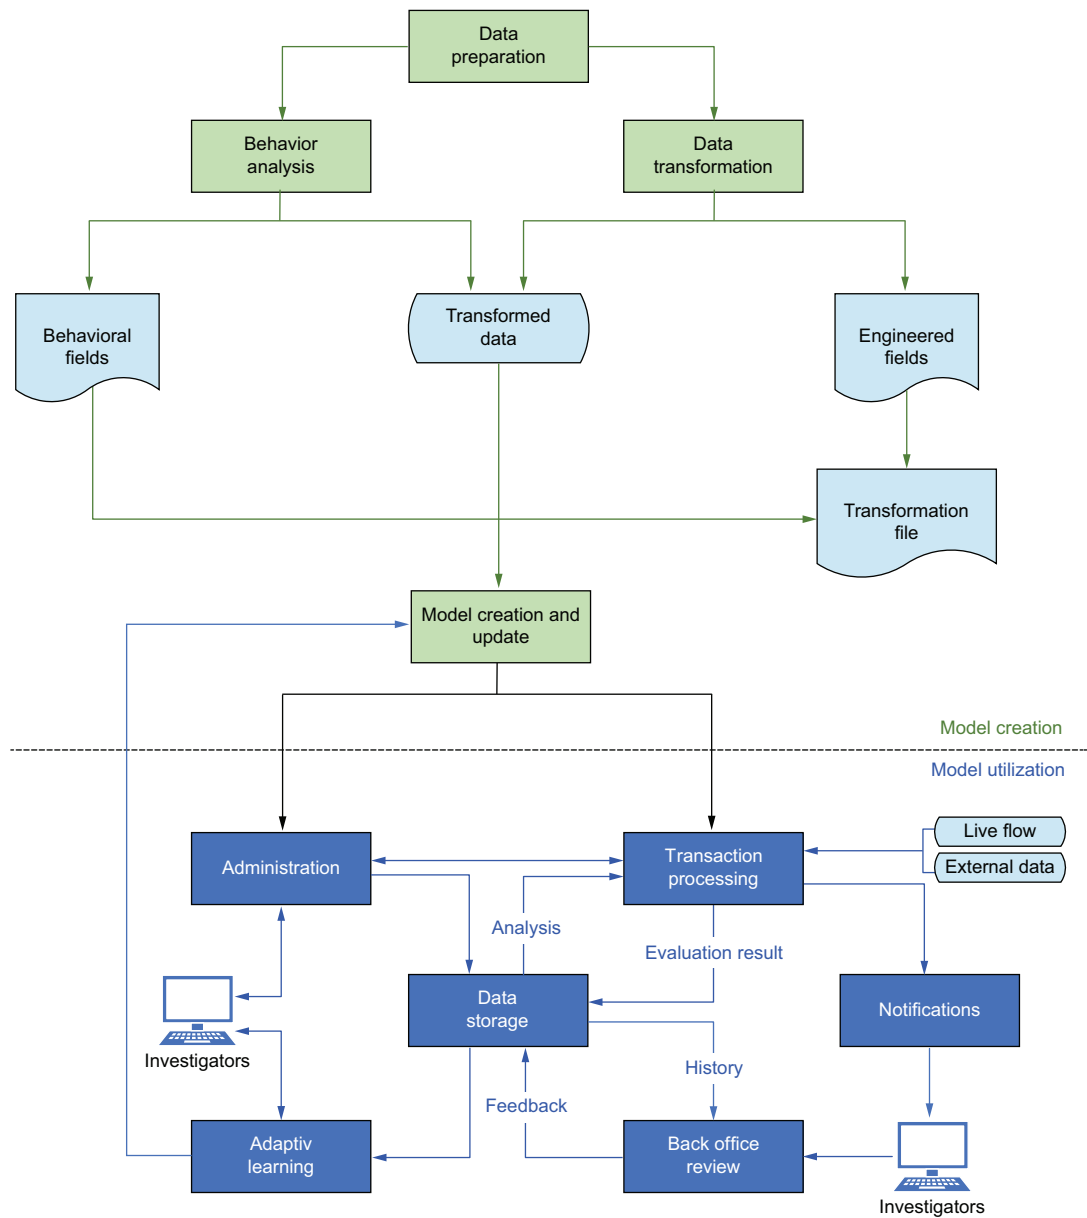 Data
preparation
Behavior
analysis
Data
transformation
Behavioral
fields
Transformed
data
Engineered
fields
Transformation
file
Model creation and
update
Model creation
Model utilization
Administration
Transaction
processing
Live flow
External data
Analysis
Evaluation result
Data
storage
Notifications
Investigators
History
Feedback
Adaptiv
learning
Back office
review
Investigators